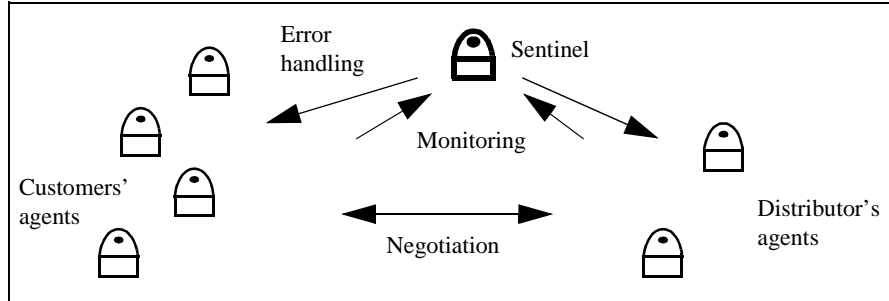 Error
handling
Sentinel
Monitoring
Customers’
agents
Distributor’s
agents
Negotiation